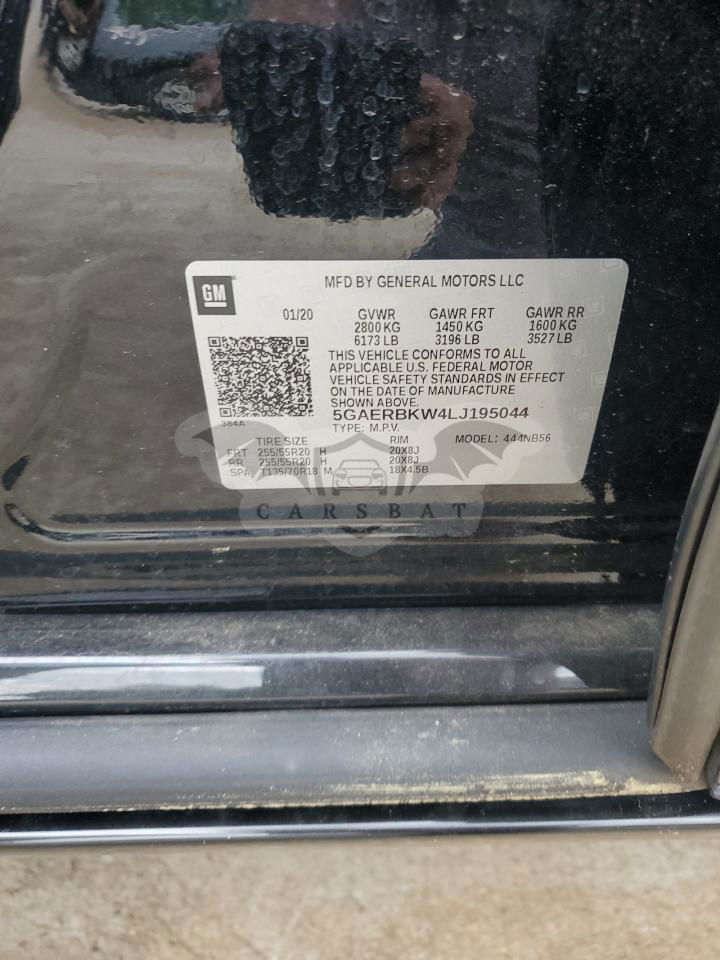 GM
MFD BY GENERAL MOTORS LLC
01/20 GVWR GAWR FRT GAWR RR
2800 KG 1450 KG 1600 KG
6173 LB 3196 LB 3527 LB
THIS VEHICLE CONFORMS TO ALL
APPLICABLE U.S. FEDERAL MOTOR
VEHICLE SAFETY STANDARDS IN EFFECT
ON THE DATE OF MANUFACTURE
SHOWN ABOVE.
384A
5GAERBKW4LJ195044
TYPE: M.P.V.
TIRE SIZE RIM MODEL: 444NB56
FRT 255/55R20 H 20X8J
RR 255/55R20 H 20X8J
SPA T135/70R18 M 18X4.5B
CARSBAT